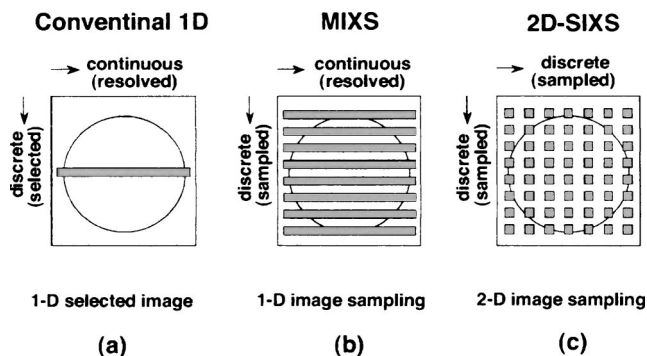 Conventinal 1D
MIXS
2D-SIXS
continuous
(resolved)
continuous
(resolved)
discrete
(sampled)
discrete
(selected)
discrete
(sampled)
discrete
(sampled)
1-D selected image
1-D image sampling
2-D image sampling
(a)
(b)
(c)